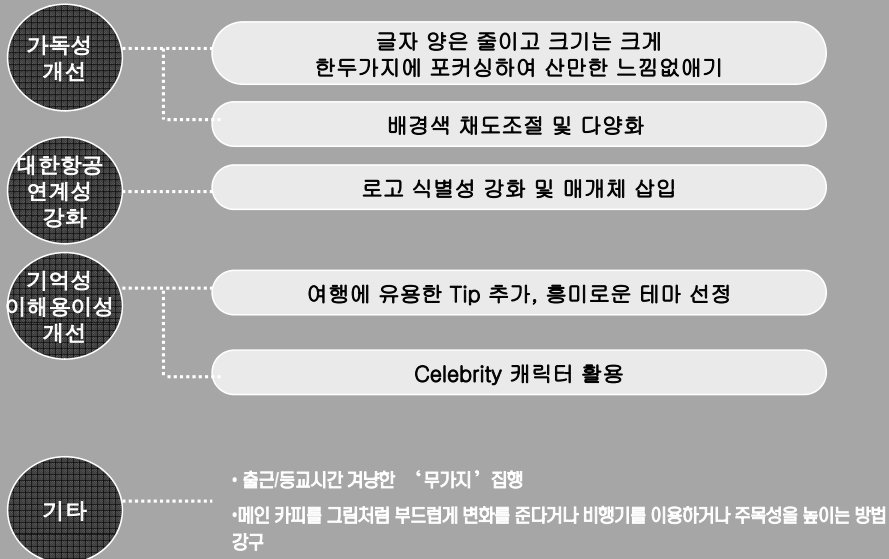 가독성
개선
글자 양은 줄이고 크기는 크게
한두가지에 포커싱하여 산만한 느낌없애기
배경색 채도조절 및 다양화
대한항공
연계성
강화
로고 식별성 강화 및 매개체 삽입
기억성
이해용이성
개선
여행에 유용한 Tip 추가, 흥미로운 테마 선정
Celebrity 캐릭터 활용
기타
• 출근/등교시간 겨냥한 ‘무가지’ 집행
•메인 카피를 그림처럼 부드럽게 변화를 준다거나 비행기를 이용하거나 주목성을 높이는 방법
강구